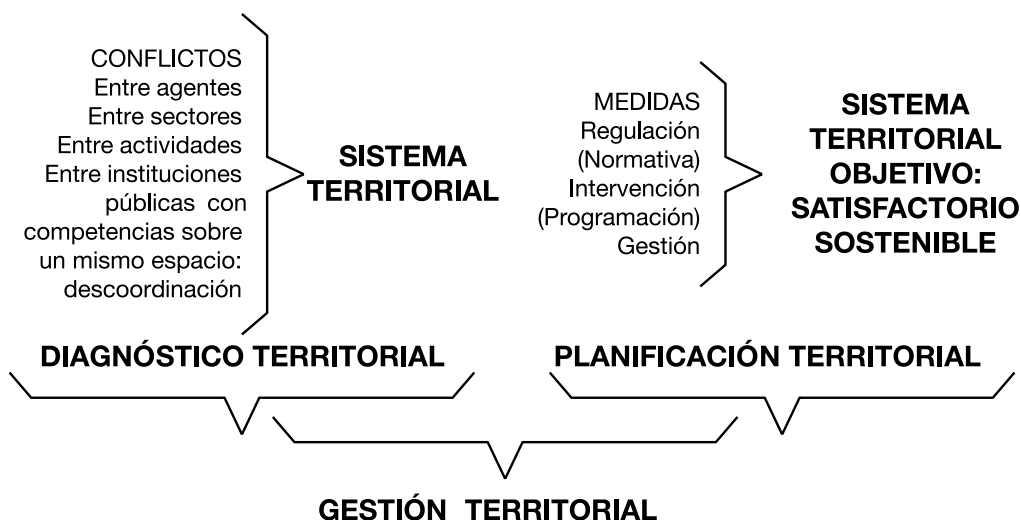 CONFLICTOS
Entre agentes
Entre sectores
Entre actividades
Entre instituciones
públicas con
competencias sobre
un mismo espacio:
descoordinación
SISTEMA
TERRITORIAL
MEDIDAS
Regulación
(Normativa)
Intervención
(Programación)
Gestión
SISTEMA
TERRITORIAL
OBJETIVO:
SATISFACTORIO
SOSTENIBLE
DIAGNÓSTICO TERRITORIAL
PLANIFICACIÓN TERRITORIAL
GESTIÓN TERRITORIAL